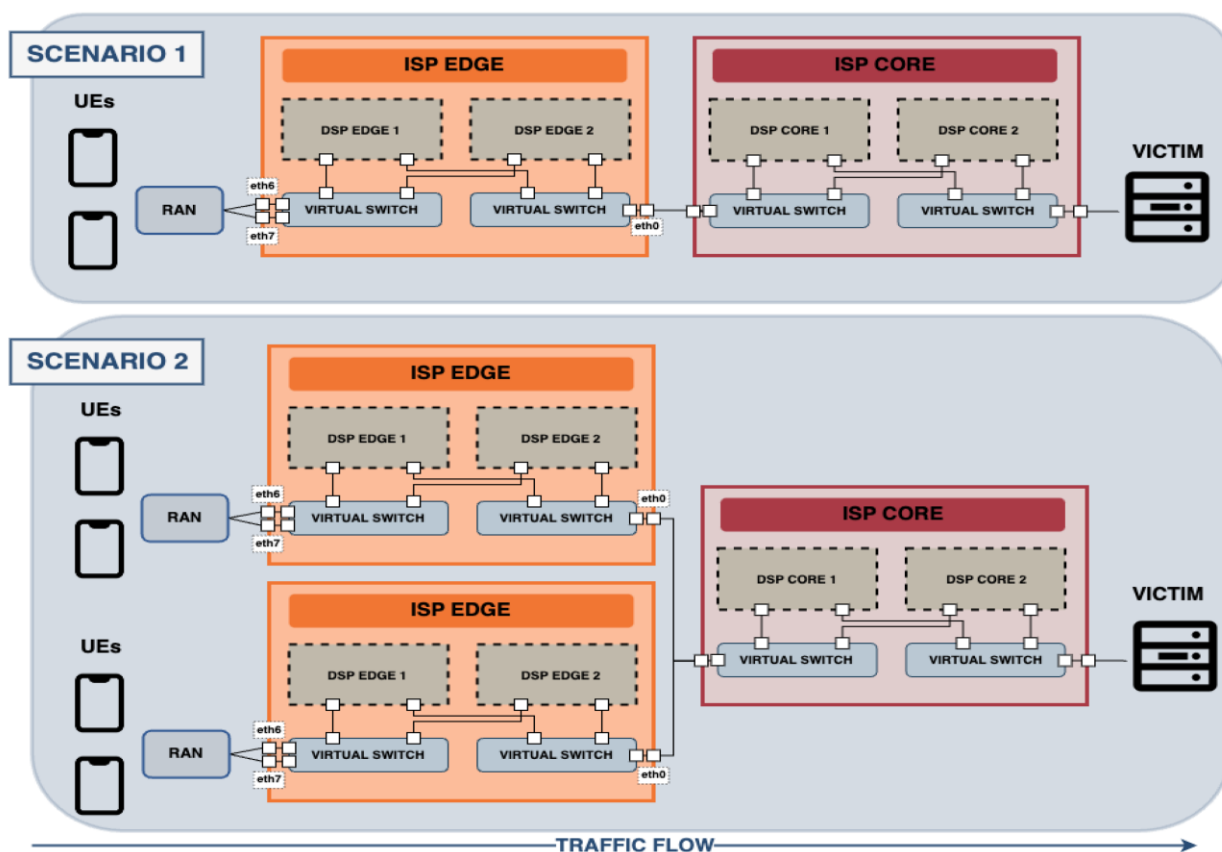 SCENARIO 1
UEs
RAN
eth6
eth7
ISP EDGE
DSP EDGE 1
DSP EDGE 2
VIRTUAL SWITCH
VIRTUAL SWITCH
eth0
ISP CORE
DSP CORE 1
DSP CORE 2
VIRTUAL SWITCH
VIRTUAL SWITCH
VICTIM
SCENARIO 2
UEs
RAN
eth6
eth7
ISP EDGE
DSP EDGE 1
DSP EDGE 2
VIRTUAL SWITCH
VIRTUAL SWITCH
eth0
UEs
RAN
eth6
eth7
ISP EDGE
DSP EDGE 1
DSP EDGE 2
VIRTUAL SWITCH
VIRTUAL SWITCH
eth0
ISP CORE
DSP CORE 1
DSP CORE 2
VIRTUAL SWITCH
VIRTUAL SWITCH
VICTIM
TRAFFIC FLOW